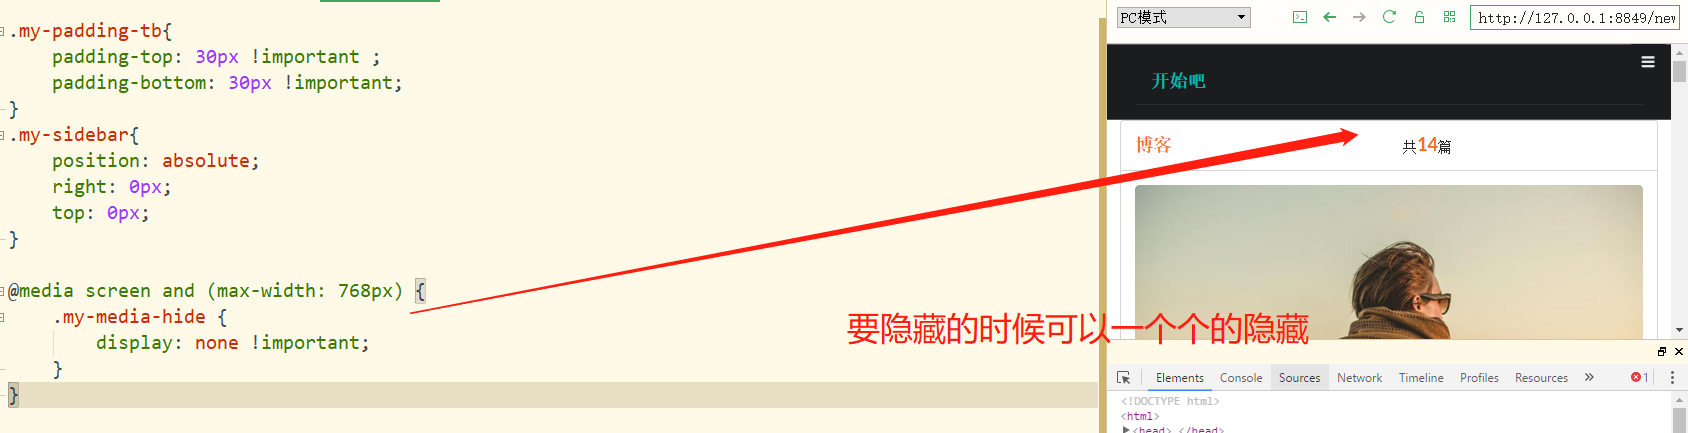 .my-padding-tb{
padding-top: 30px !important ;
padding-bottom: 30px !important;
}
.my-sidebar{
position: absolute;
right: 0px;
top: 0px;
}
@media screen and (max-width: 768px) {
.my-media-hide {
display: none !important;
}
}
要隐藏的时候可以一个个的隐藏
PC模式
http://127.0.0.1:8849/new
开始吧
博客
共14篇
Elements Console Sources Network Timeline Profiles Resources » 1
<!DOCTYPE html>
<html>
<head> </head>